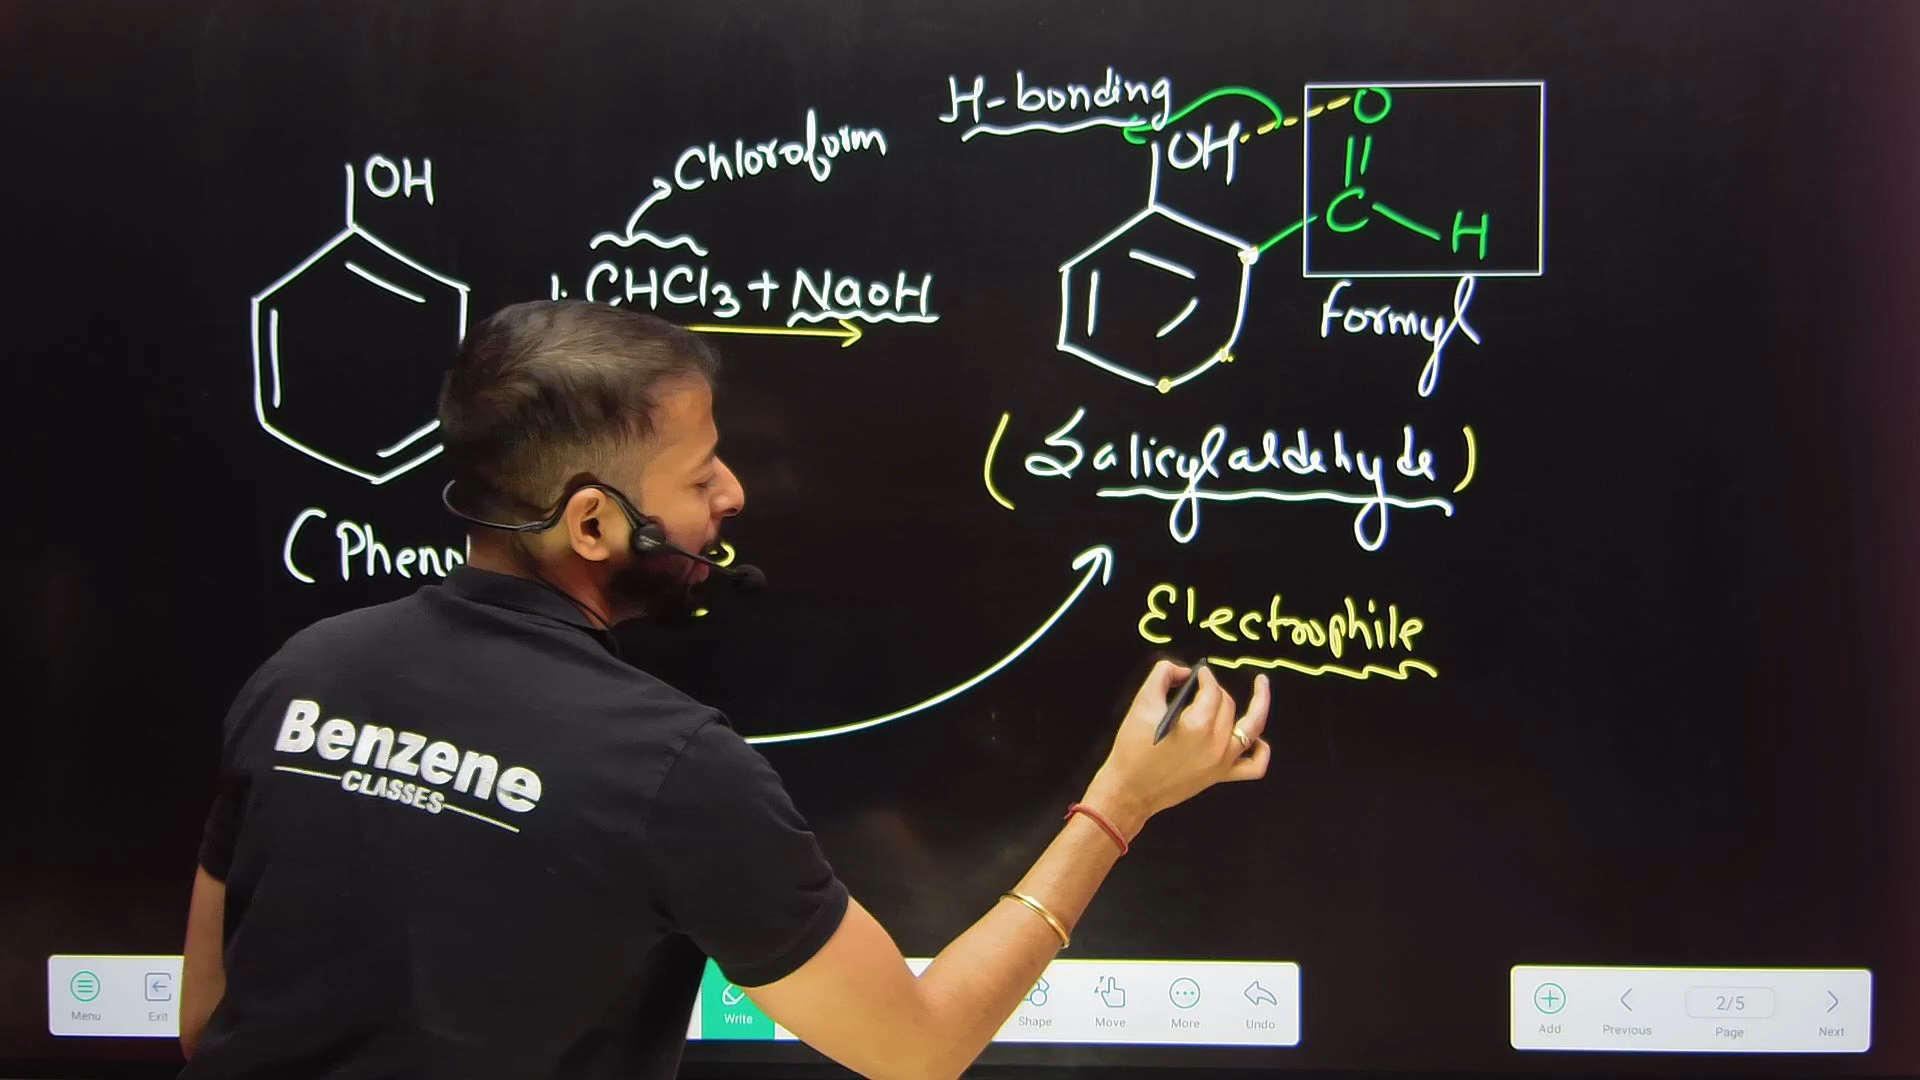 H-bonding
Chloroform
OH
OH
O
C
H
1. CHCl3 + NaOH
Formyl
(Salicylaldehyde)
(Phenol
Electrophile
Benzene
CLASSES
Menu
Exit
Write
Shape
Move
More
Undo
Add
Previous
2/5
Page
Next